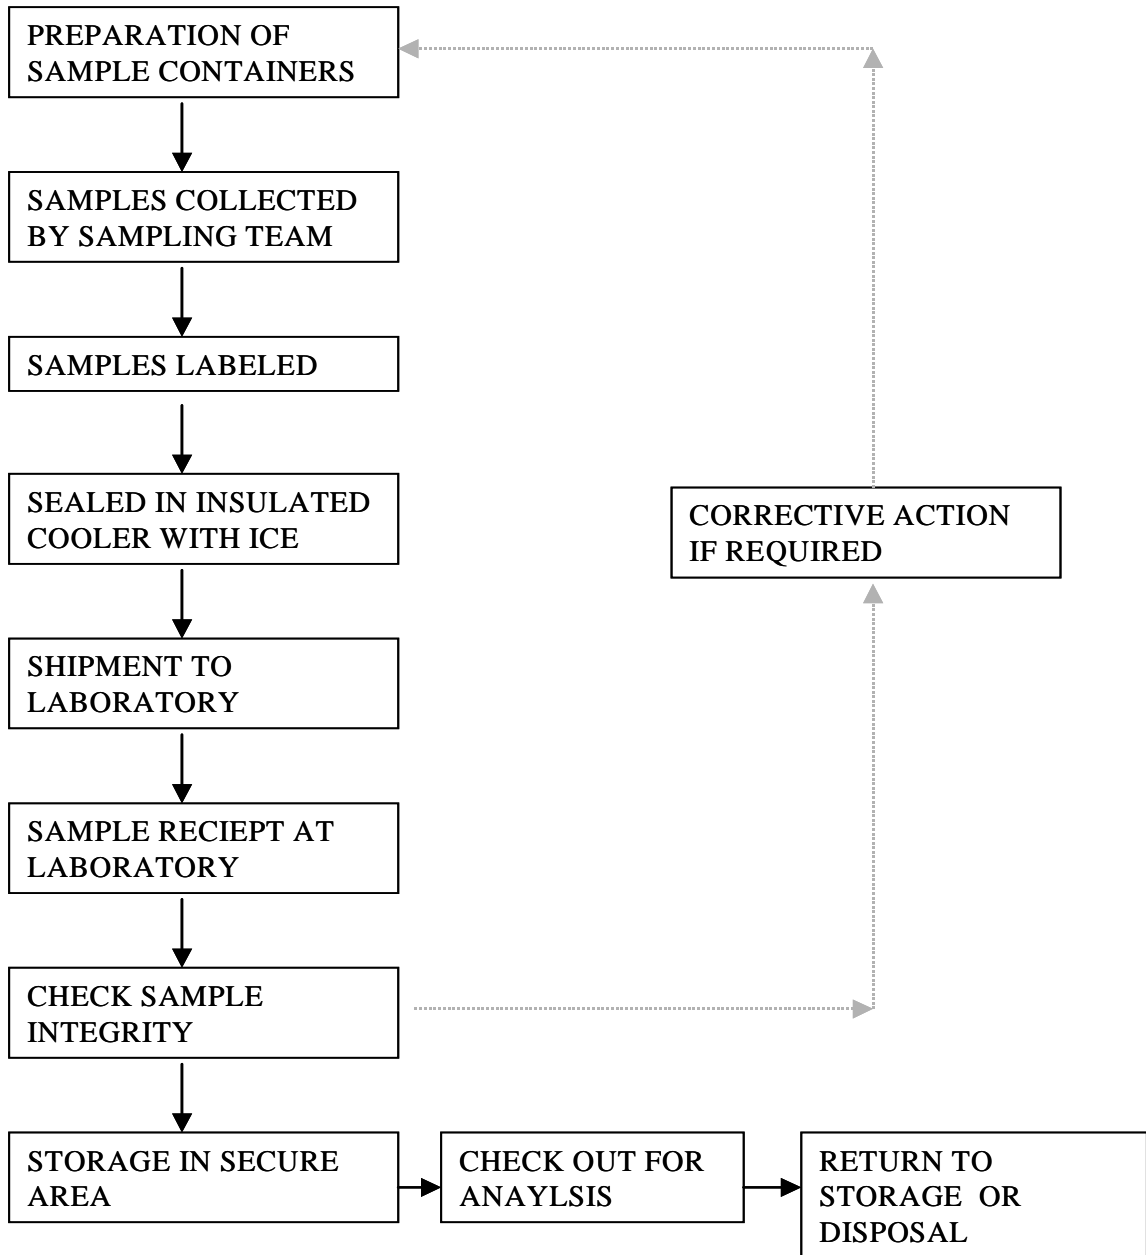 PREPARATION OF
SAMPLE CONTAINERS
SAMPLES COLLECTED
BY SAMPLING TEAM
SAMPLES LABELED
SEALED IN INSULATED
COOLER WITH ICE
CORRECTIVE ACTION
IF REQUIRED
SHIPMENT TO
LABORATORY
SAMPLE RECIEPT AT
LABORATORY
CHECK SAMPLE
INTEGRITY
STORAGE IN SECURE
AREA
CHECK OUT FOR
ANAYLSIS
RETURN TO
STORAGE OR
DISPOSAL